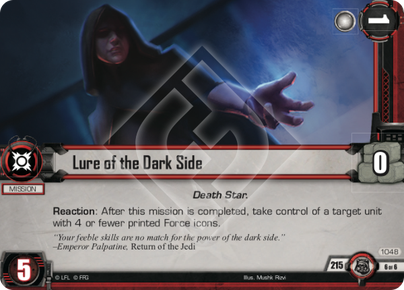 1
Lure of the Dark Side
0
MISSION
Death Star.
Reaction: After this mission is completed, take control of a target unit
with 4 or fewer printed Force icons.
"Your feeble skills are no match for the power of the dark side."
–Emperor Palpatine, Return of the Jedi
1048
5
© LFL © FFG
Illus. Mushk Rizvi
215
6 of 6